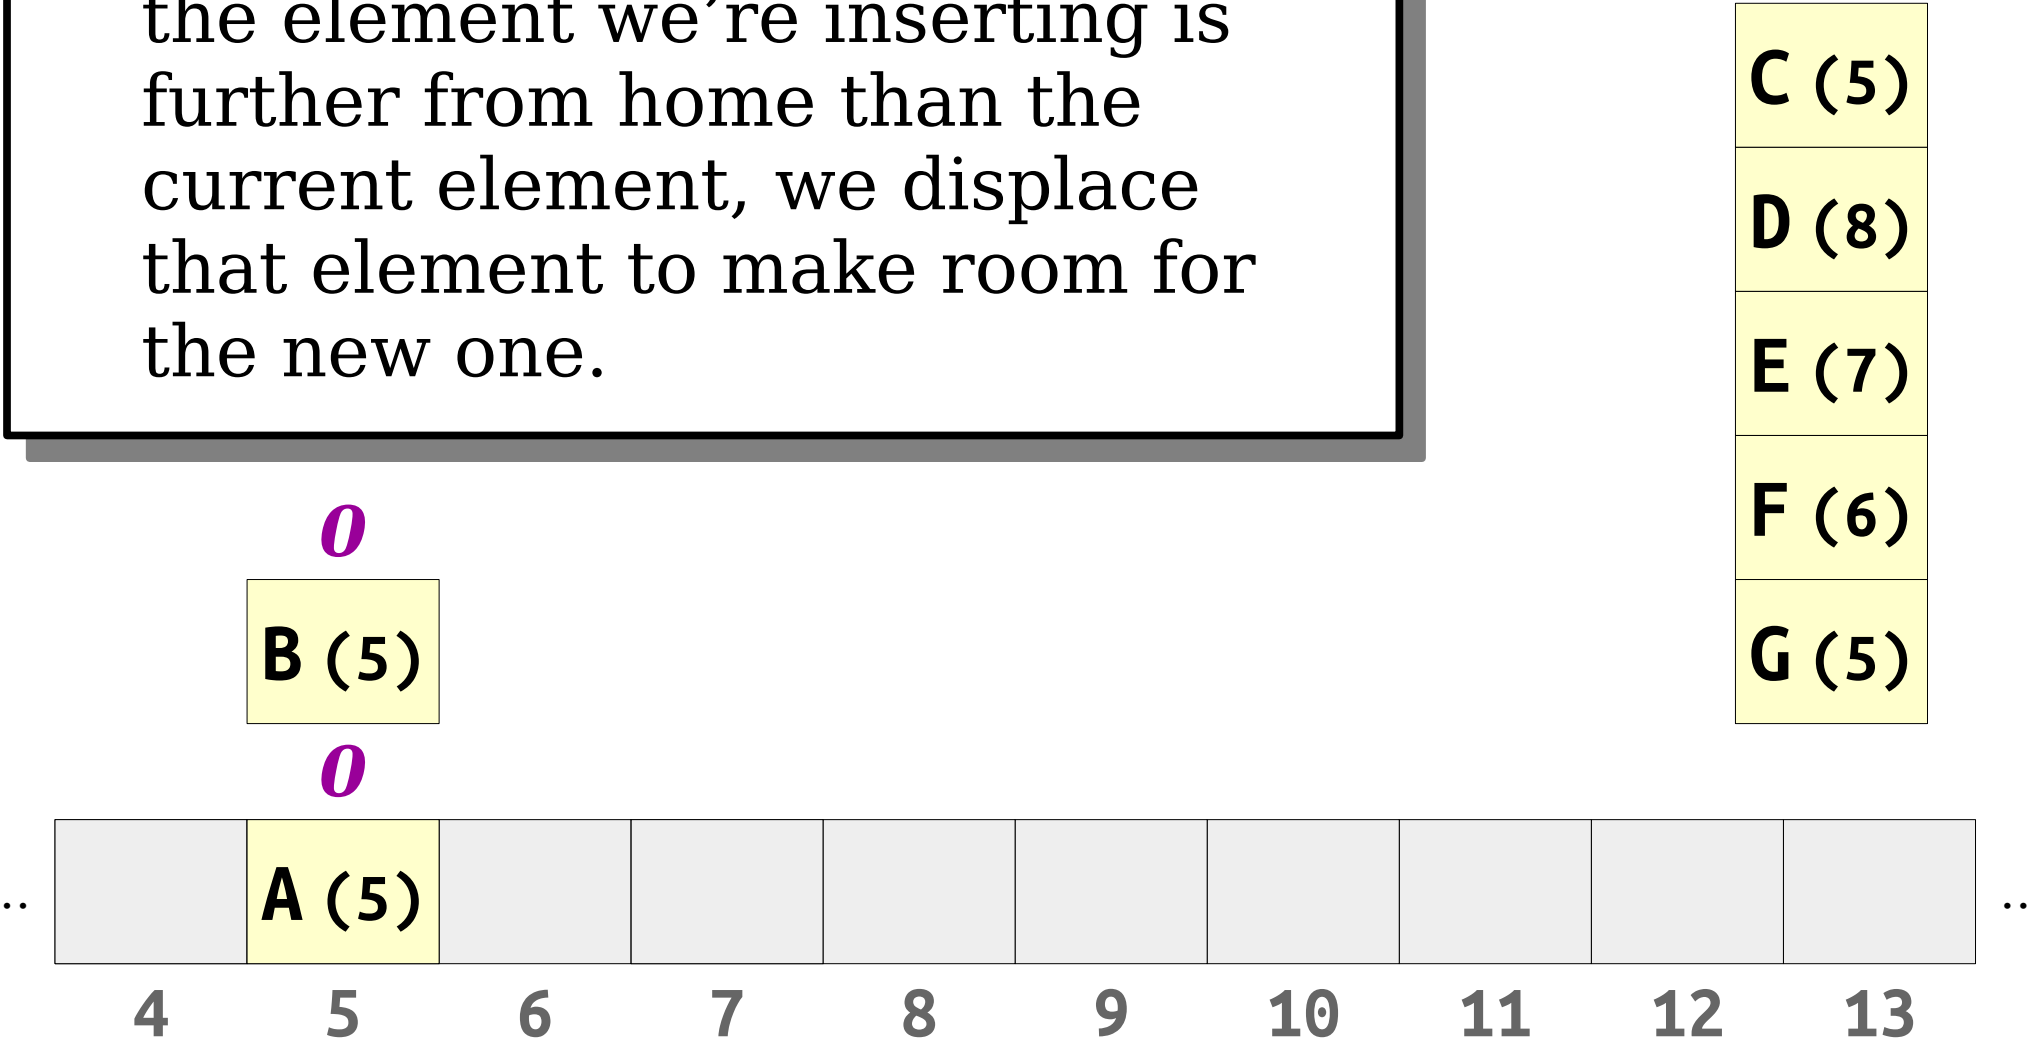 the element we’re inserting is
further from home than the
current element, we displace
that element to make room for
the new one.
C (5)
D (8)
E (7)
F (6)
G (5)
0
B (5)
0
..
A (5)
..
4 5 6 7 8 9 10 11 12 13